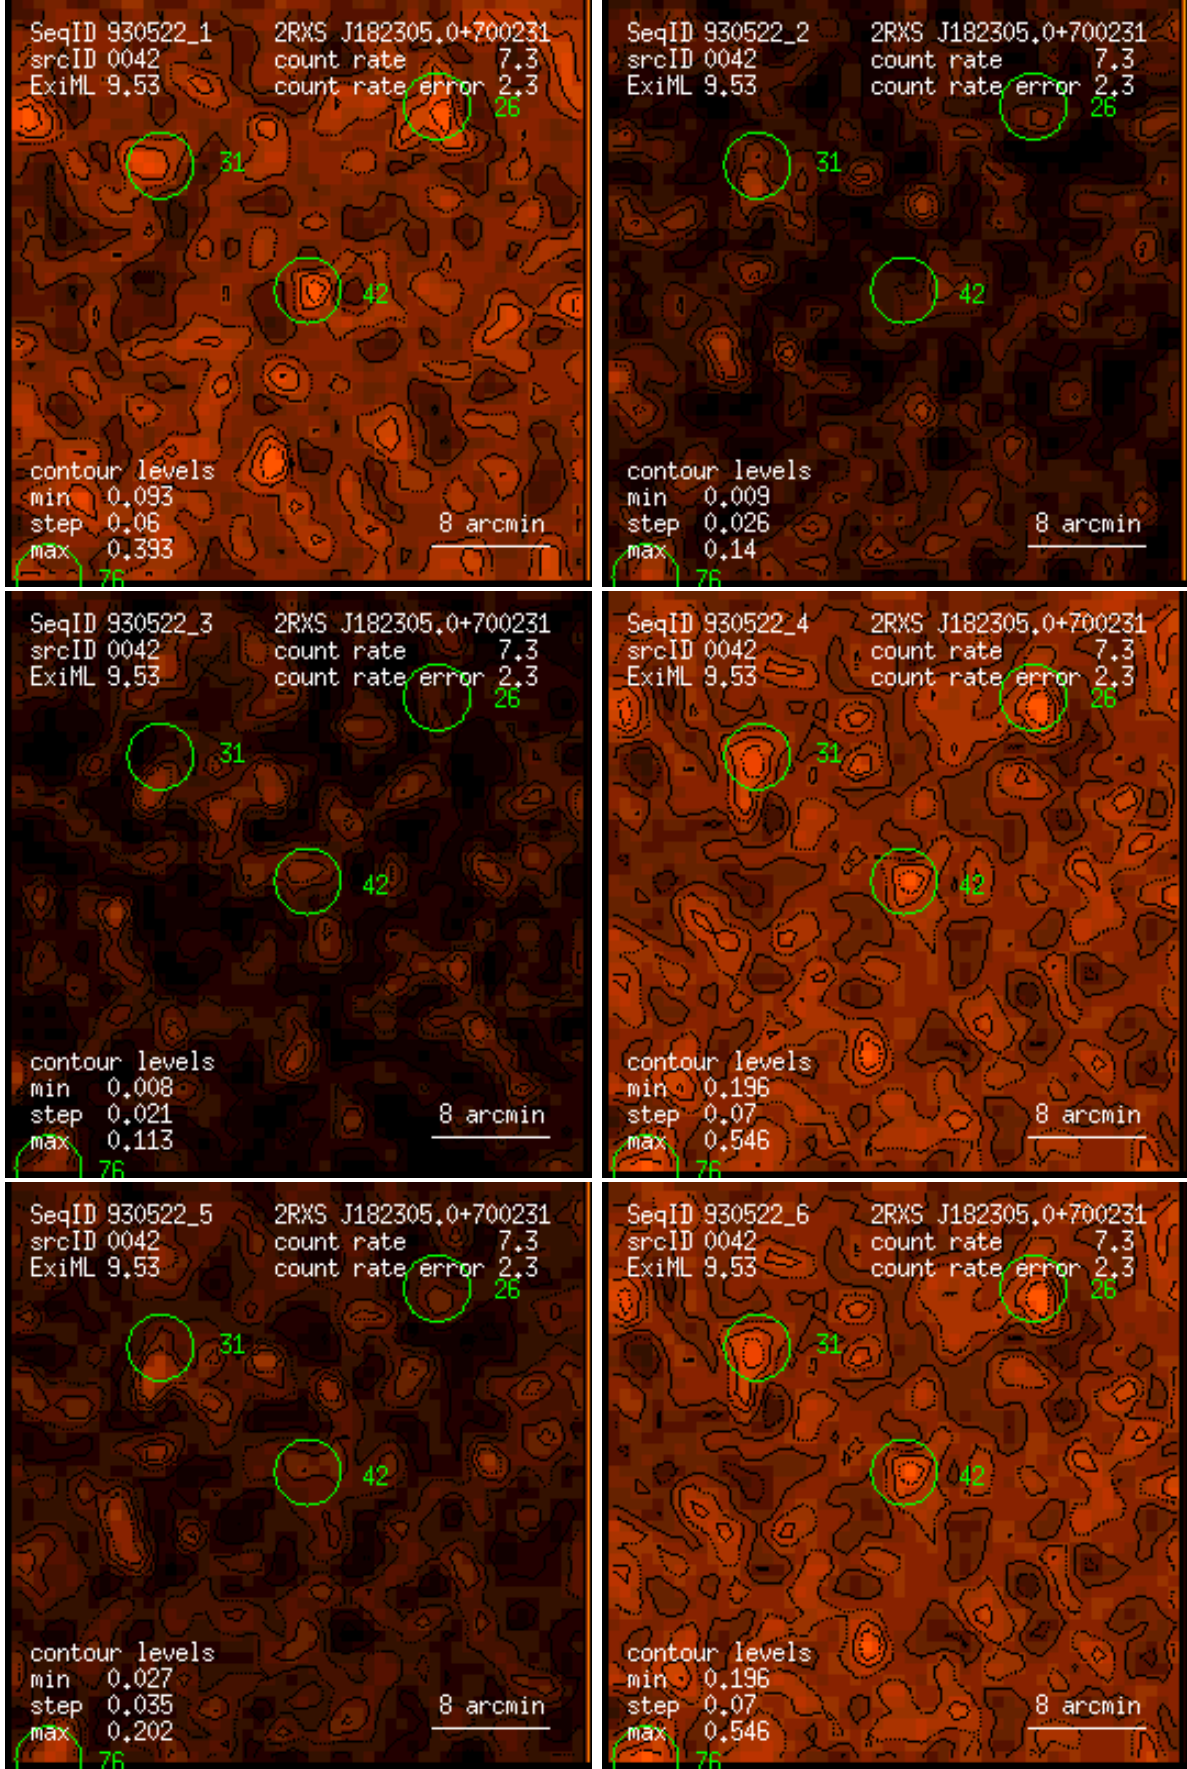 SeqID 930522_1 2RXS J182305.0+700231
srcID 0042 count rate 7.3
ExiML 9.53 count rate error 2.3
26
31
42
contour levels
min 0.093
step 0.06 8 arcmin
max 0.393
76
SeqID 930522_2 2RXS J182305.0+700231
srcID 0042 count rate 7.3
ExiML 9.53 count rate error 2.3
26
31
42
contour levels
min 0.009
step 0.026 8 arcmin
max 0.14
76
SeqID 930522_3 2RXS J182305.0+700231
srcID 0042 count rate 7.3
ExiML 9.53 count rate error 2.3
26
31
42
contour levels
min 0.008
step 0.021 8 arcmin
max 0.113
76
SeqID 930522_4 2RXS J182305.0+700231
srcID 0042 count rate 7.3
ExiML 9.53 count rate error 2.3
26
31
42
contour levels
min 0.196
step 0.07 8 arcmin
max 0.546
76
SeqID 930522_5 2RXS J182305.0+700231
srcID 0042 count rate 7.3
ExiML 9.53 count rate error 2.3
26
31
42
contour levels
min 0.027
step 0.035 8 arcmin
max 0.202
76
SeqID 930522_6 2RXS J182305.0+700231
srcID 0042 count rate 7.3
ExiML 9.53 count rate error 2.3
26
31
42
contour levels
min 0.196
step 0.07 8 arcmin
max 0.546
76